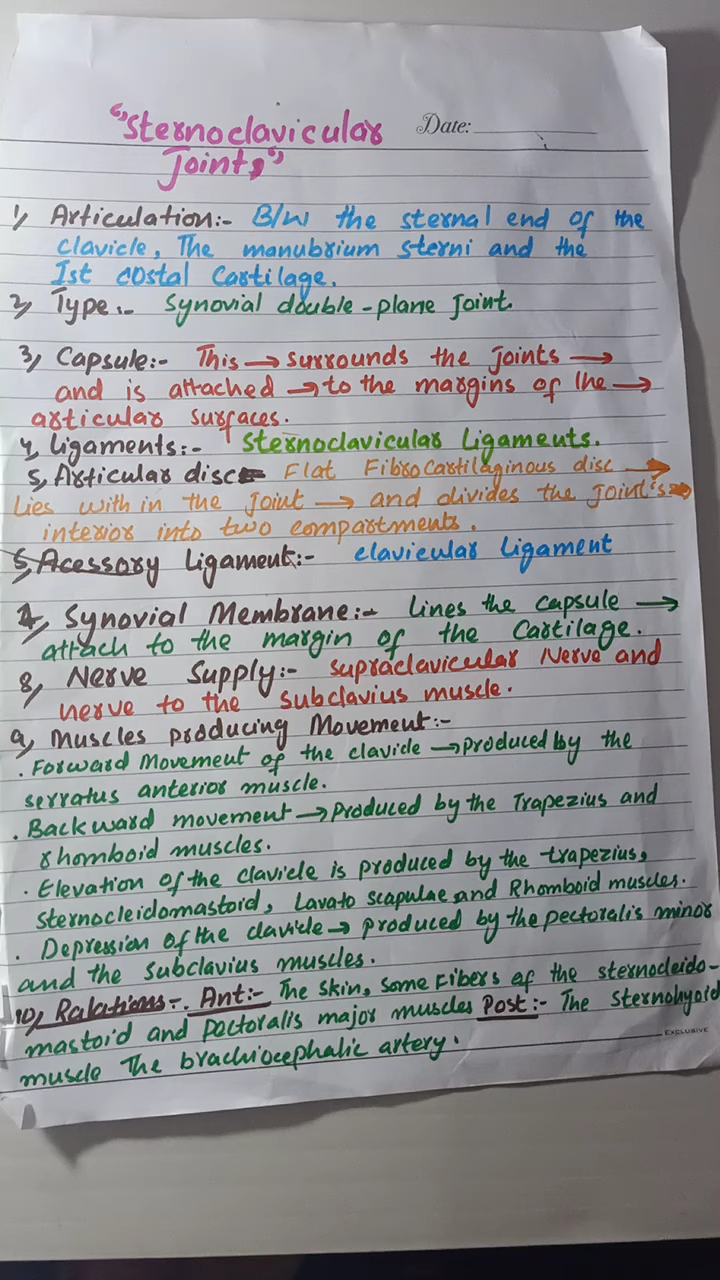 "Sternoclavicular
Joint,"
Date:
1, Articulation:- B/w the sternal end of the
clavicle, The manubrium sterni and the
Ist costal Cartilage.
2, Type:- Synovial double-plane Joint.
3, Capsule:- This → surrounds the joints →
and is attached → to the margins of the →
articular surfaces.
4, Ligaments:- Sternoclavicular Ligaments.
5, Articular disc Flat FibroCartilaginous disc →
Lies with in the joint → and divides the joint's →
interior into two compartments.
5, Acessory Ligament:- clavicular Ligament
7, Synovial Membrane:- Lines the capsule →
attach to the margin of the Cartilage.
8, Nerve Supply:- supraclavicular Nerve and
nerve to the subclavius muscle.
9, Muscles producing Movement:-
. Forward Movement of the clavicle → produced by the
serratus anterior muscle.
. Backward movement → Produced by the Trapezius and
rhomboid muscles.
. Elevation of the clavicle is produced by the trapezius,
Sternocleidomastoid, Lavato scapulae and Rhomboid muscles.
. Depression of the clavicle → produced by the pectoralis minor
and the subclavius muscles.
10, Ralations-. Ant:- The skin, some Fibers of the sternocleido-
mastoid and pactoralis major muscles Post:- The sternohyoid
muscle The brachiocephalic artery.
EXCLUSIVE